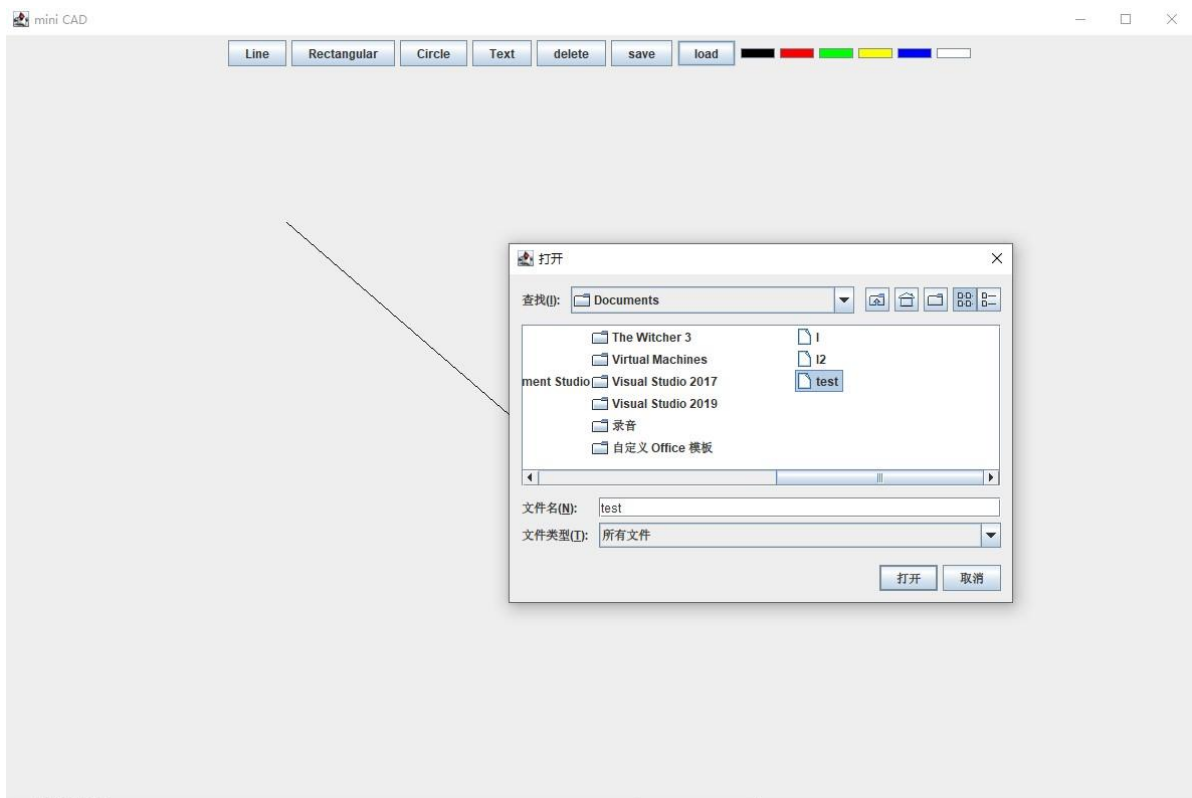 mini CAD
Line Rectangular Circle Text delete save load
打开
查找(I): Documents
The Witcher 3
Virtual Machines
ment Studio Visual Studio 2017
Visual Studio 2019
录音
自定义 Office 模板
l
l2
test
文件名(N): test
文件类型(T): 所有文件
打开 取消